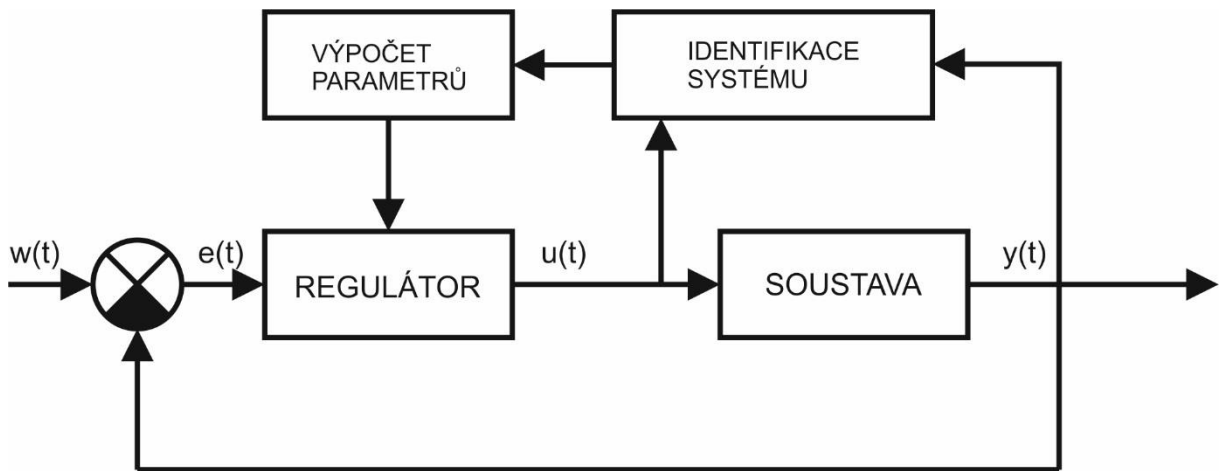 VÝPOČET
PARAMETRŮ
IDENTIFIKACE
SYSTÉMU
w(t)
e(t)
REGULÁTOR
u(t)
SOUSTAVA
y(t)